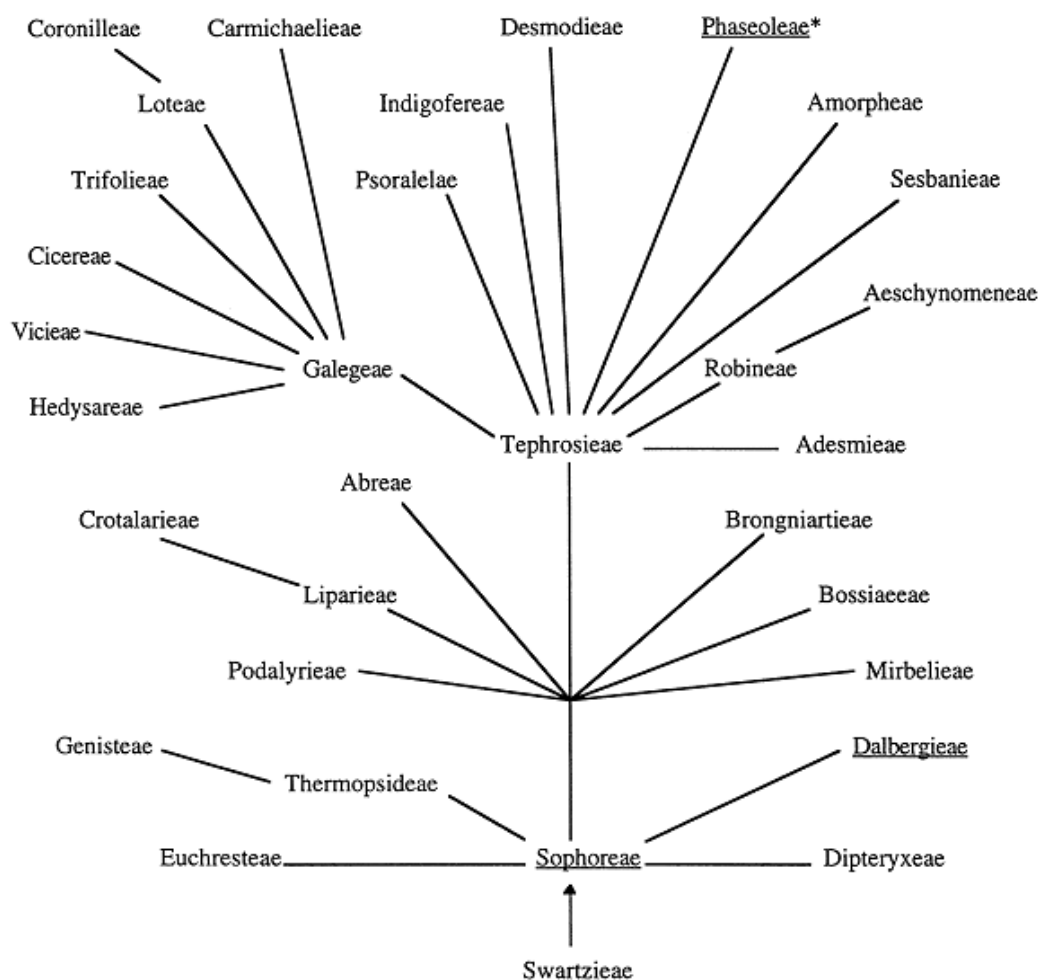 Coronilleae
Carmichaelieae
Desmodieae
Phaseoleae*
Loteae
Indigofereae
Amorpheae
Trifolieae
Psoralelae
Sesbanieae
Cicereae
Aeschynomeneae
Vicieae
Galegeae
Robineae
Hedysareae
Tephrosieae
Adesmieae
Abreae
Crotalarieae
Brongniartieae
Liparieae
Bossiaeeae
Podalyrieae
Mirbelieae
Genisteae
Dalbergieae
Thermopsideae
Euchresteae
Sophoreae
Dipteryxeae
Swartzieae